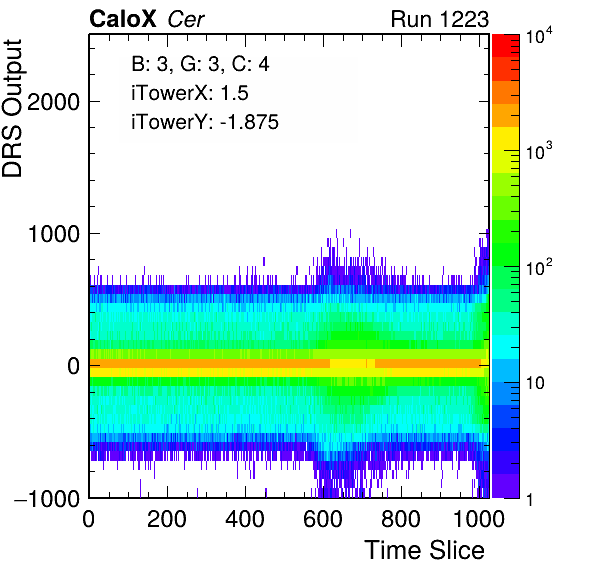 CaloX Cer Run 1223
B: 3, G: 3, C: 4
iTowerX: 1.5
iTowerY: -1.875
DRS Output
2000
1000
0
−1000
0 200 400 600 800 1000
Time Slice
10^4
10^3
10^2
10
1